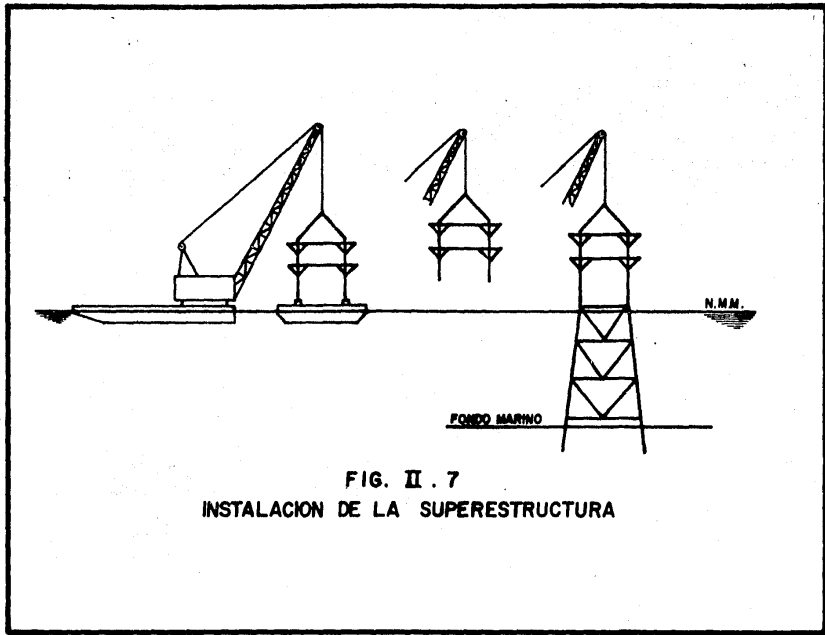 N.M.M.
FONDO MARINO
FIG. II . 7
INSTALACION DE LA SUPERESTRUCTURA